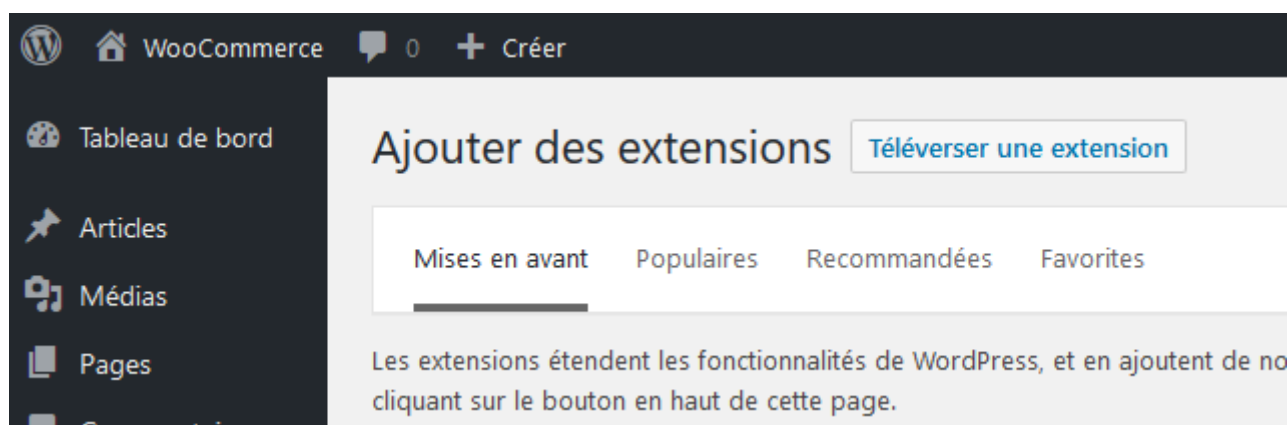 WooCommerce 0 Créer
Tableau de bord
Ajouter des extensions Téléverser une extension
Articles
Mises en avant Populaires Recommandées Favorites
Médias
Pages
Les extensions étendent les fonctionnalités de WordPress, et en ajoutent de no
cliquant sur le bouton en haut de cette page.